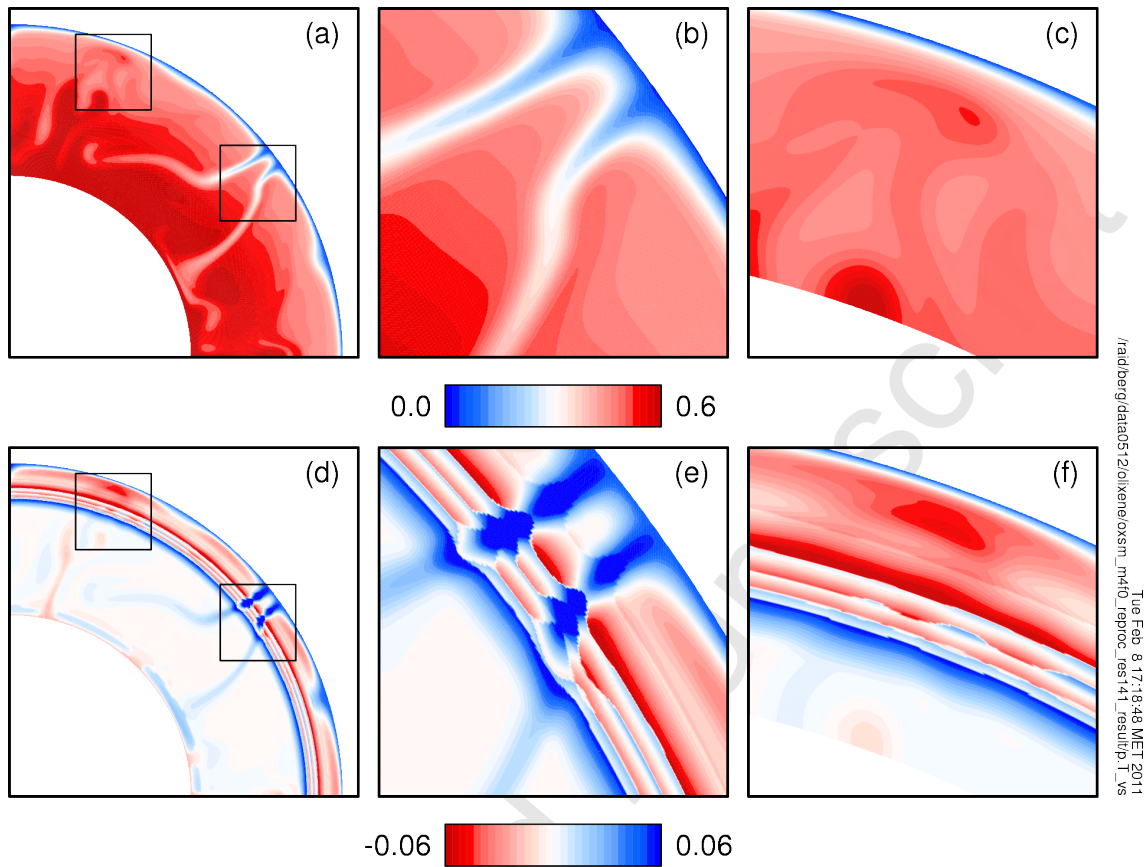 (a)
(b)
(c)
0.0
0.6
(d)
(e)
(f)
-0.06
0.06
Tue Feb 8 17:18:48 MET 2011
/raid/berg/data0512/olixene/oxsm_m4f0_reproc_res141_result/p.T_vs